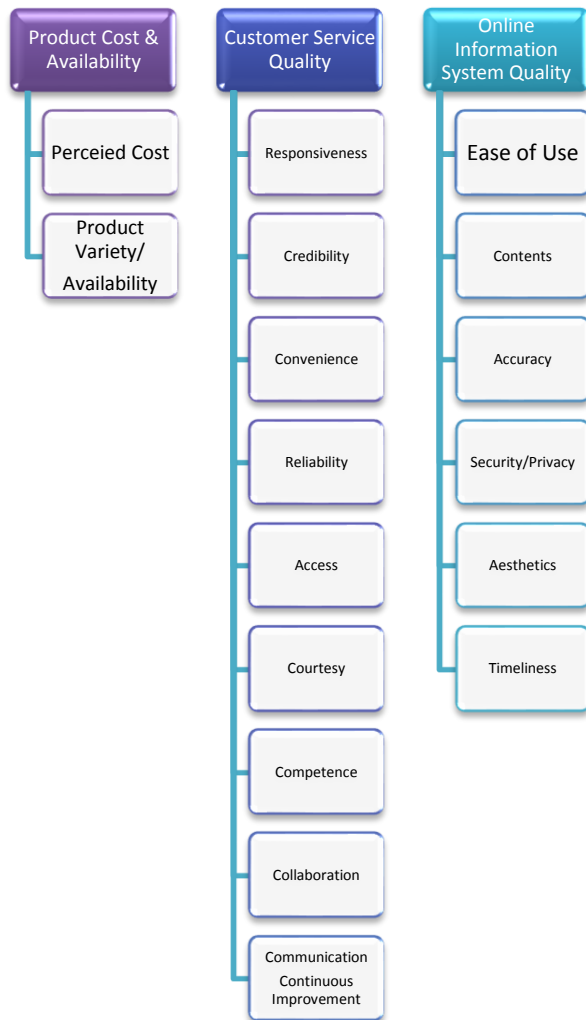 Product Cost &
Availability
Perceied Cost
Product
Variety/
Availability
Customer Service
Quality
Responsiveness
Credibility
Convenience
Reliability
Access
Courtesy
Competence
Collaboration
Communication
Continuous
Improvement
Online
Information
System Quality
Ease of Use
Contents
Accuracy
Security/Privacy
Aesthetics
Timeliness